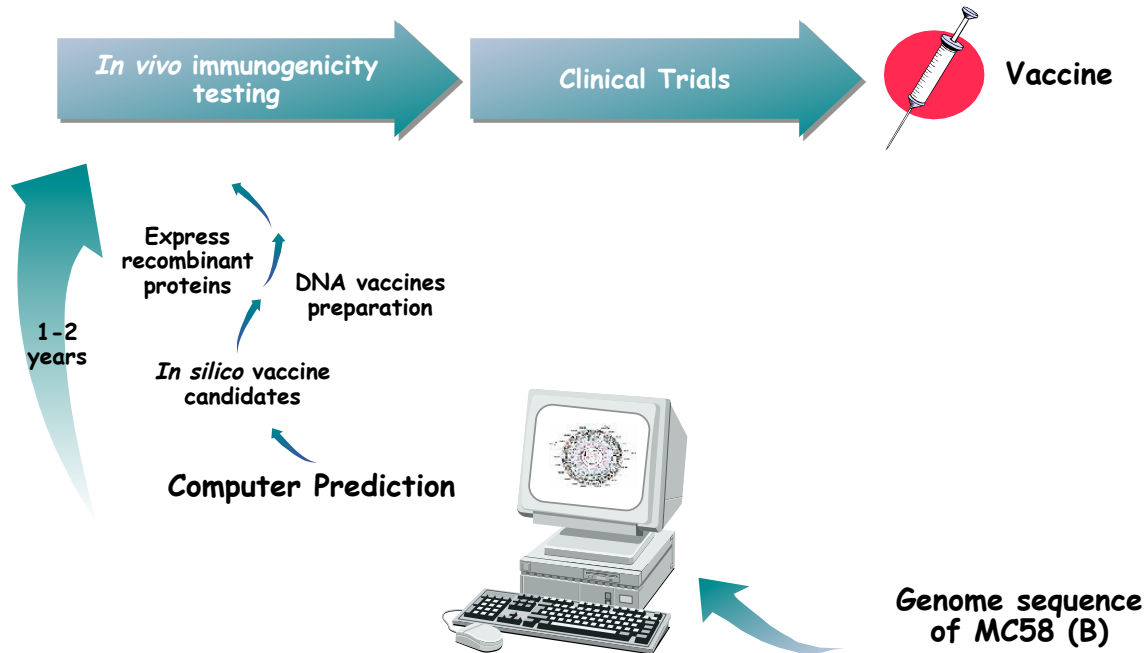 In vivo immunogenicity
testing
Clinical Trials
Vaccine
Express
recombinant
proteins
DNA vaccines
preparation
1-2
years
In silico vaccine
candidates
Computer Prediction
Genome sequence
of MC58 (B)